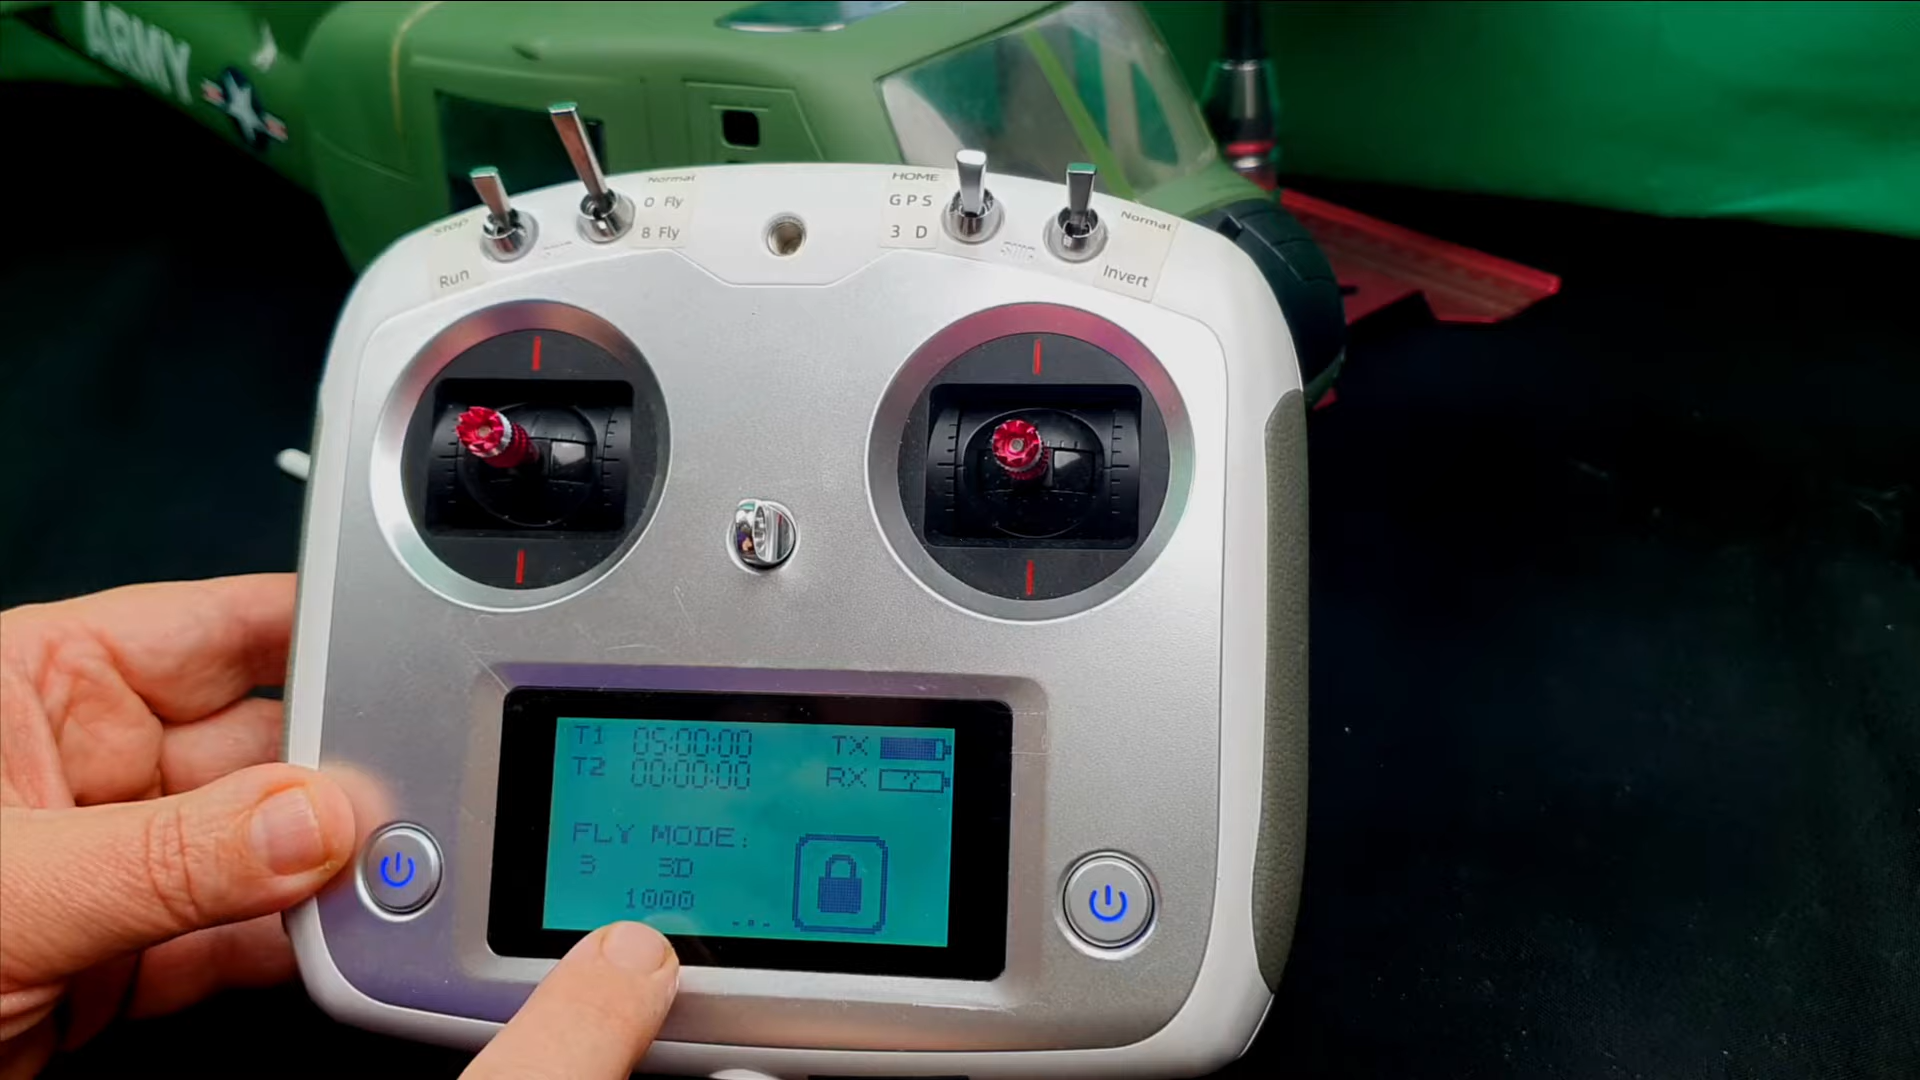 ARMY
Normal
0 Fly
8 Fly
HOME
GPS
3 D
Stop
Run
Normal
Invert
T1 05:00:00 TX
T2 00:00:00 RX ?
FLY MODE:
3 3D
1000